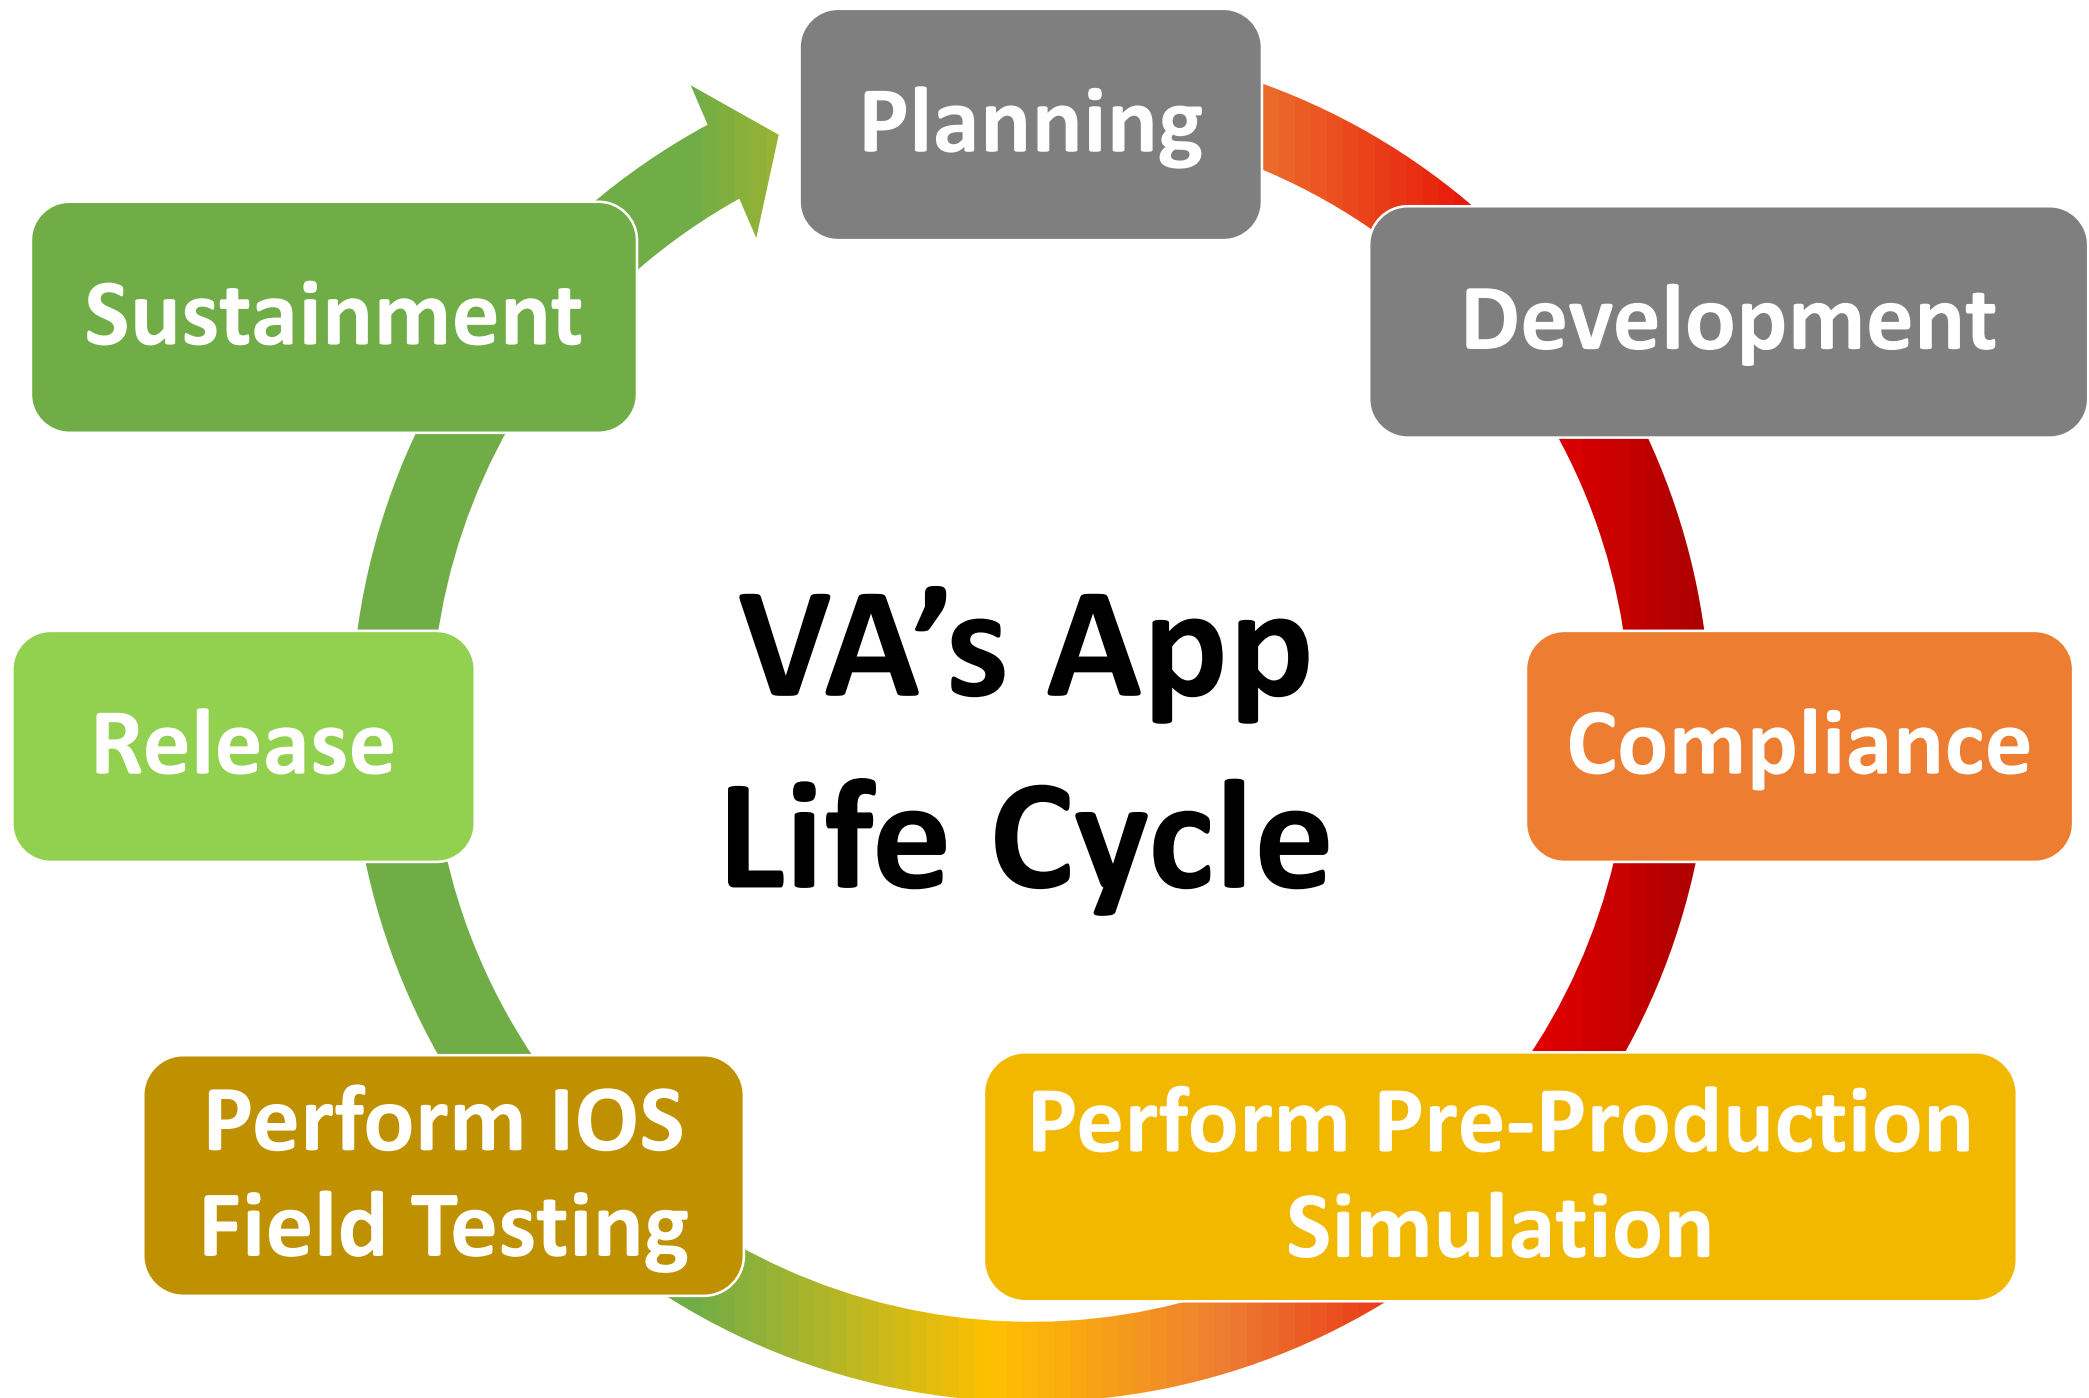 Planning
Development
Compliance
Perform Pre-Production
Simulation
Perform IOS
Field Testing
Release
Sustainment
VA’s App
Life Cycle